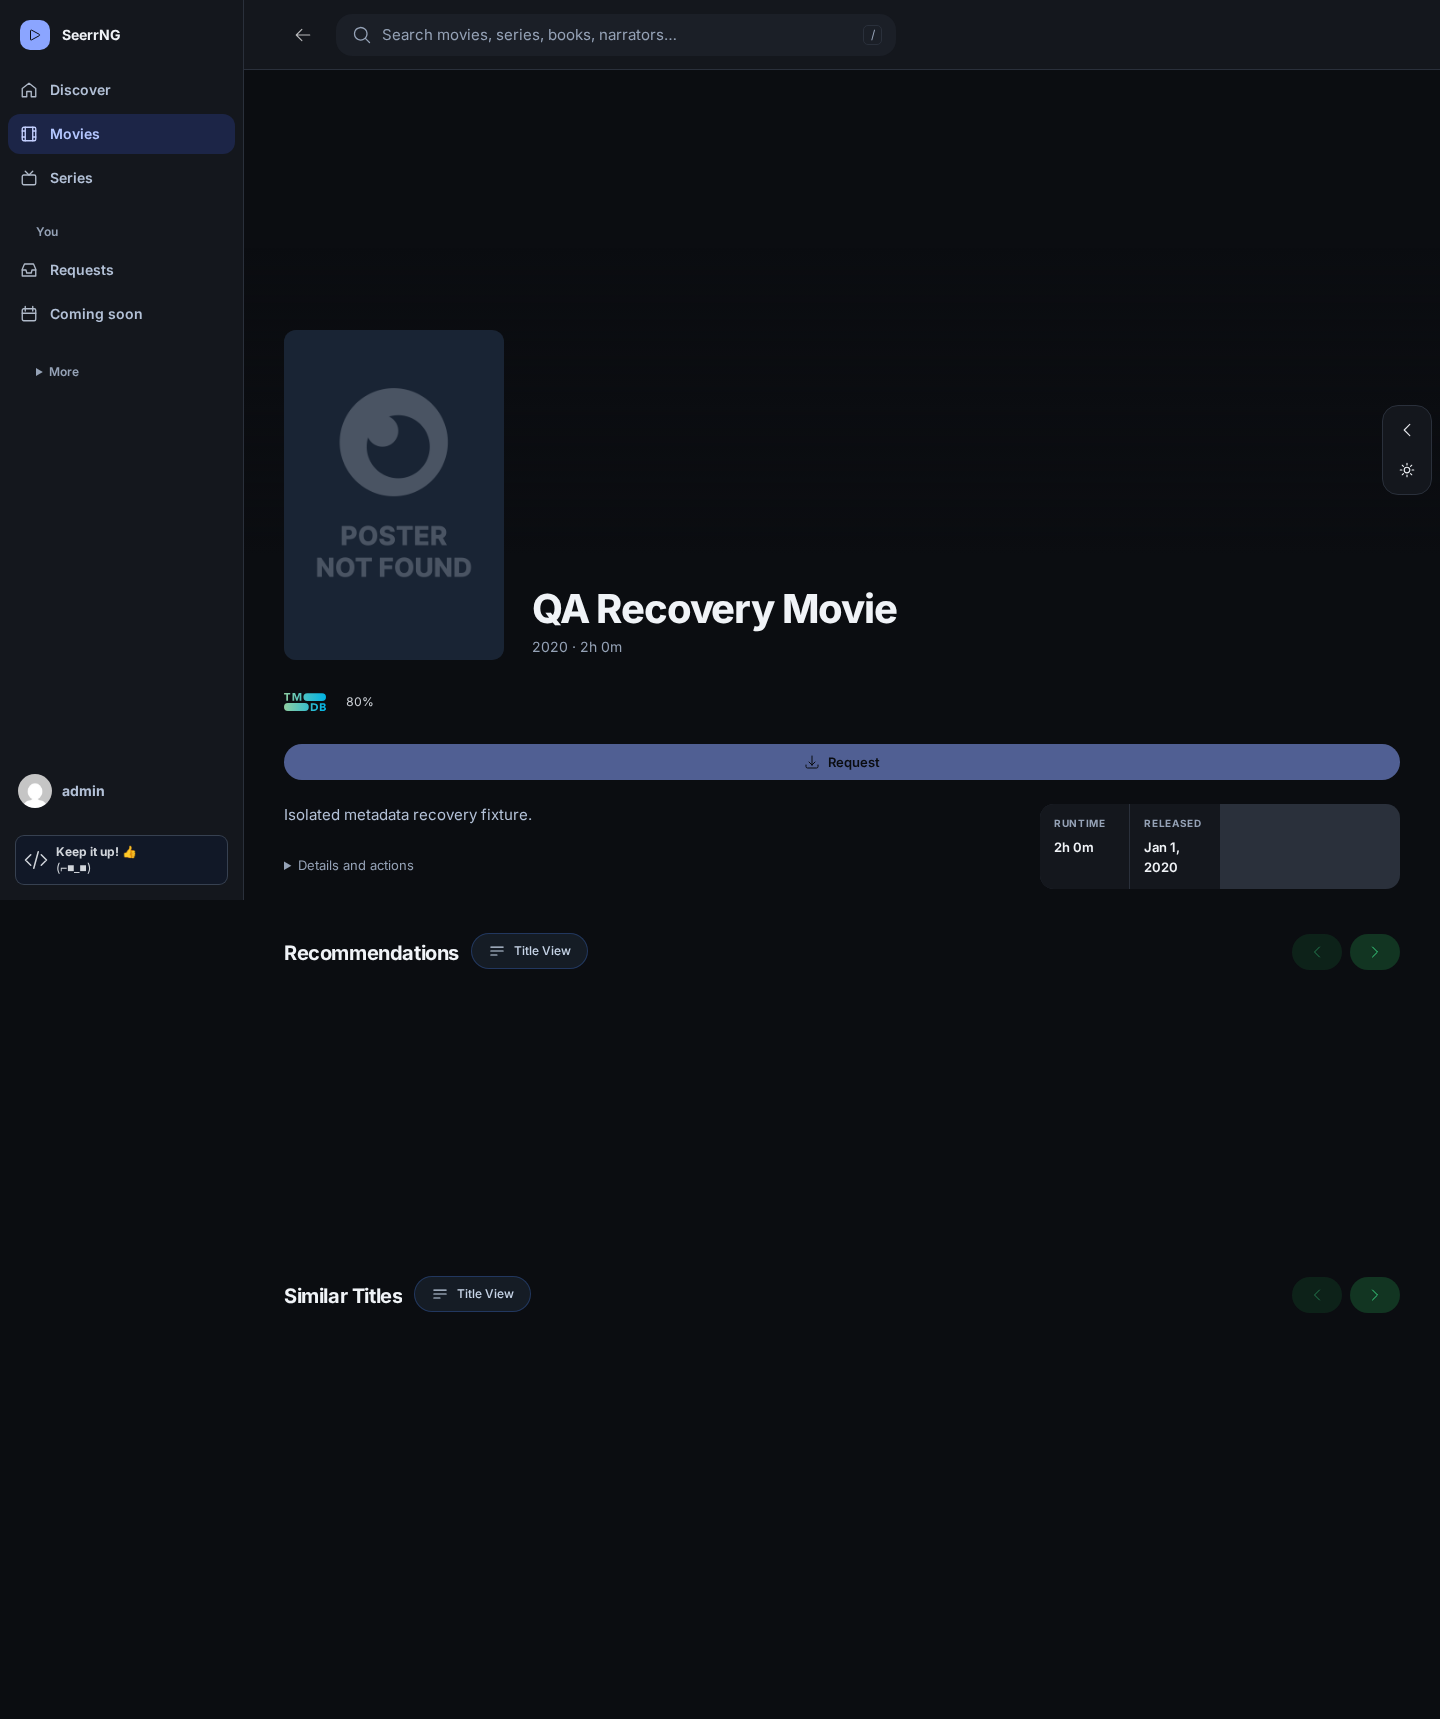 SeerrNG
Search movies, series, books, narrators...
/
Discover
Movies
Series
You
Requests
Coming soon
More
POSTER
NOT FOUND
QA Recovery Movie
2020 · 2h 0m
TM
DB
80%
Request
Isolated metadata recovery fixture.
Details and actions
RUNTIME
2h 0m
RELEASED
Jan 1,
2020
admin
Keep it up! 👍
(⌐■_■)
Recommendations
Title View
Similar Titles
Title View